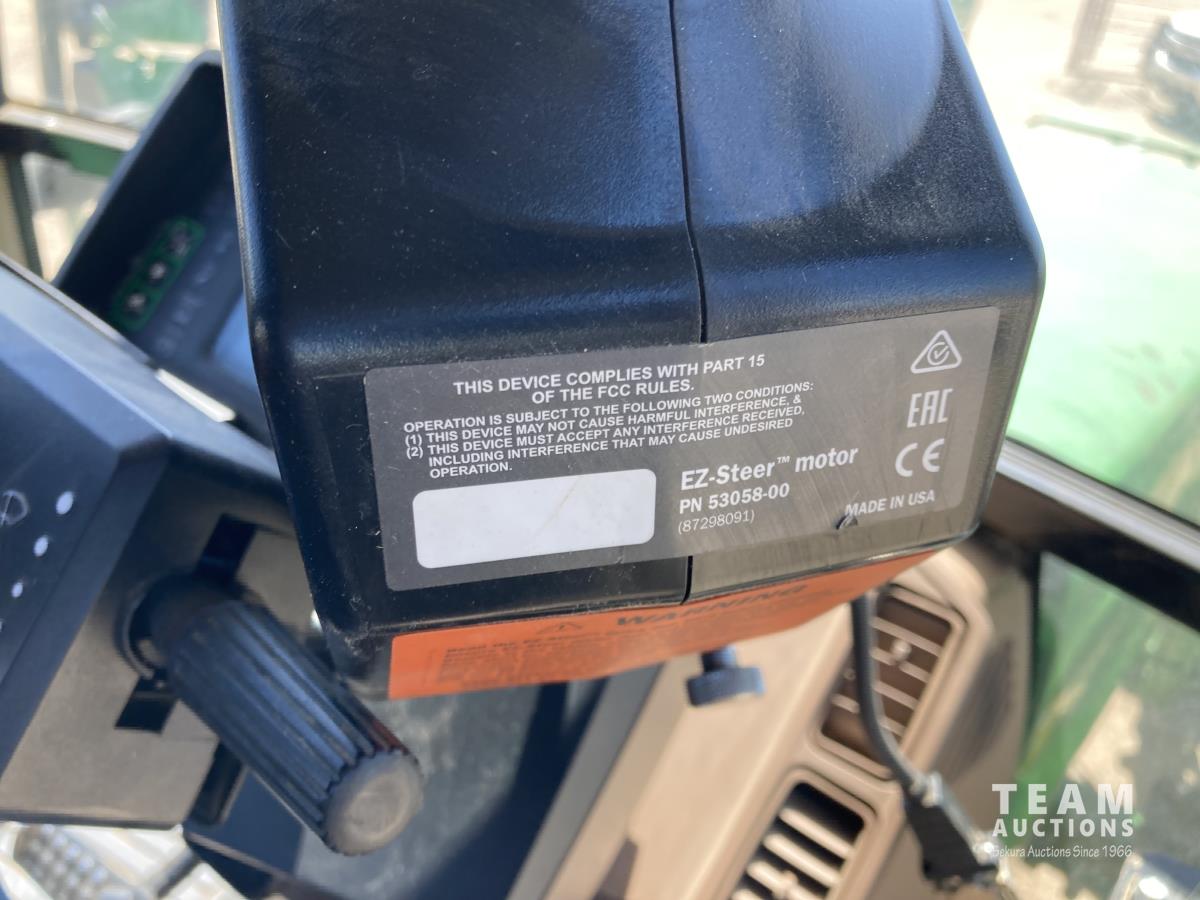 THIS DEVICE COMPLIES WITH PART 15
OF THE FCC RULES.
OPERATION IS SUBJECT TO THE FOLLOWING TWO CONDITIONS:
(1) THIS DEVICE MAY NOT CAUSE HARMFUL INTERFERENCE, &
(2) THIS DEVICE MUST ACCEPT ANY INTERFERENCE RECEIVED,
INCLUDING INTERFERENCE THAT MAY CAUSE UNDESIRED
OPERATION.
EAC
CE
EZ-Steer™ motor
PN 53058-00
(87298091)
MADE IN USA
WARNING
Read the
TEAM
AUCTIONS
Sekura Auctions Since 1966